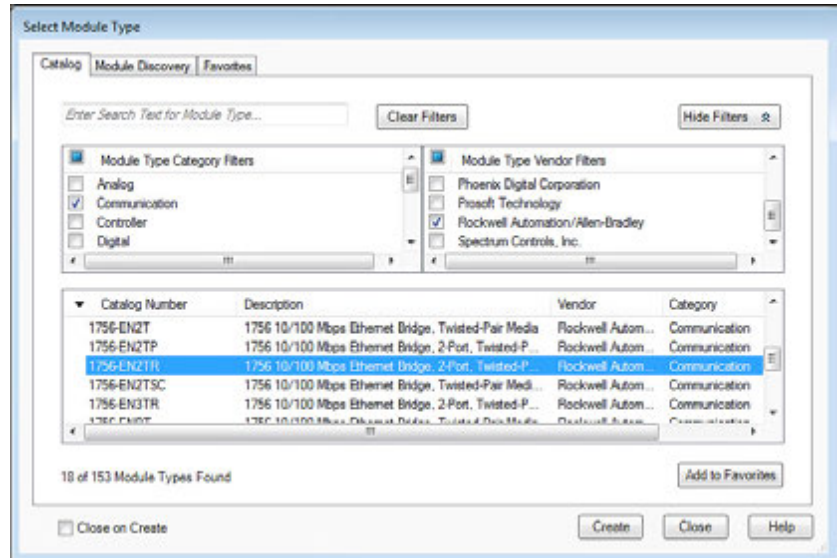 Select Module Type
Catalog Module Discovery Favorites
Enter Search Text for Module Type... Clear Filters Hide Filters
Module Type Category Filters Module Type Vendor Filters
Analog Phoenix Digital Corporation
Communication Prosoft Technology
Controller Rockwell Automation/Allen-Bradley
Digital Spectrum Controls, Inc.
Catalog Number Description Vendor Category
1756-EN2T 1756 10/100 Mbps Ethernet Bridge, Twisted-Pair Media Rockwell Autom... Communication
1756-EN2TP 1756 10/100 Mbps Ethernet Bridge, 2-Port, Twisted-P... Rockwell Autom... Communication
1756-EN2TR 1756 10/100 Mbps Ethernet Bridge, 2-Port, Twisted-P... Rockwell Autom... Communication
1756-EN2TSC 1756 10/100 Mbps Ethernet Bridge, Twisted-Pair Medi... Rockwell Autom... Communication
1756-EN3TR 1756 10/100 Mbps Ethernet Bridge, 2-Port, Twisted-P... Rockwell Autom... Communication
18 of 153 Module Types Found Add to Favorites
Close on Create Create Close Help